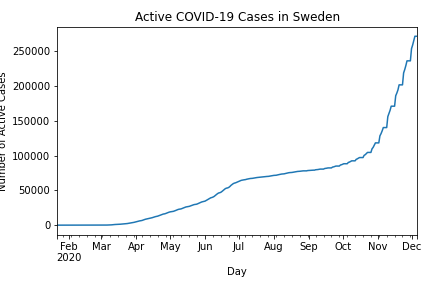 Active COVID-19 Cases in Sweden
Number of Active Cases
250000
200000
150000
100000
50000
0
Feb Mar Apr May Jun Jul Aug Sep Oct Nov Dec
2020
Day